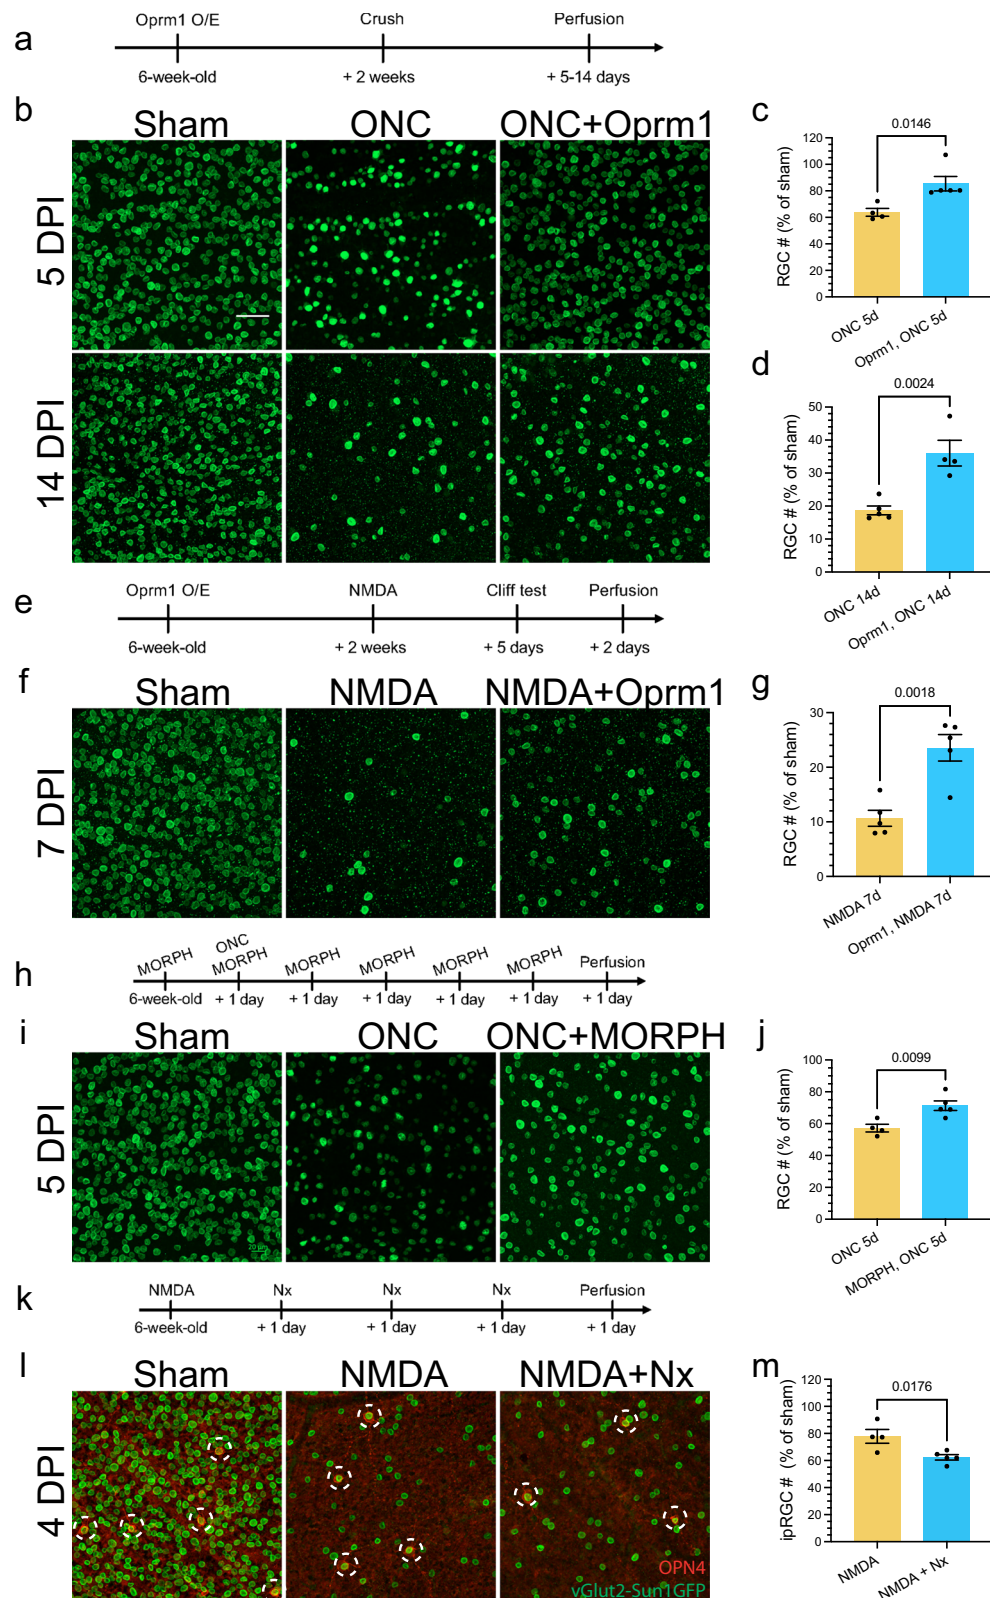 a
Oprm1 O/E
Crush
Perfusion
6-week-old
+ 2 weeks
+ 5-14 days
b
Sham
ONC
ONC+Oprm1
5 DPI
14 DPI
c
0.0146
RGC # (% of sham)
120
100
80
60
40
20
0
ONC 5d
Oprm1, ONC 5d
d
0.0024
RGC # (% of sham)
50
40
30
20
10
0
ONC 14d
Oprm1, ONC 14d
e
Oprm1 O/E
NMDA
Cliff test
Perfusion
6-week-old
+ 2 weeks
+ 5 days
+ 2 days
f
Sham
NMDA
NMDA+Oprm1
7 DPI
g
0.0018
RGC # (% of sham)
30
20
10
0
NMDA 7d
Oprm1, NMDA 7d
h
MORPH
ONC
MORPH
MORPH
MORPH
MORPH
MORPH
Perfusion
6-week-old
+ 1 day
+ 1 day
+ 1 day
+ 1 day
+ 1 day
+ 1 day
i
Sham
ONC
ONC+MORPH
5 DPI
20 µm
j
0.0099
RGC # (% of sham)
100
80
60
40
20
0
ONC 5d
MORPH, ONC 5d
k
NMDA
Nx
Nx
Nx
Perfusion
6-week-old
+ 1 day
+ 1 day
+ 1 day
+ 1 day
l
Sham
NMDA
NMDA+Nx
4 DPI
OPN4
vGlut2-Sun1GFP
m
0.0176
ipRGC # (% of sham)
120
100
80
60
40
20
0
NMDA
NMDA + Nx